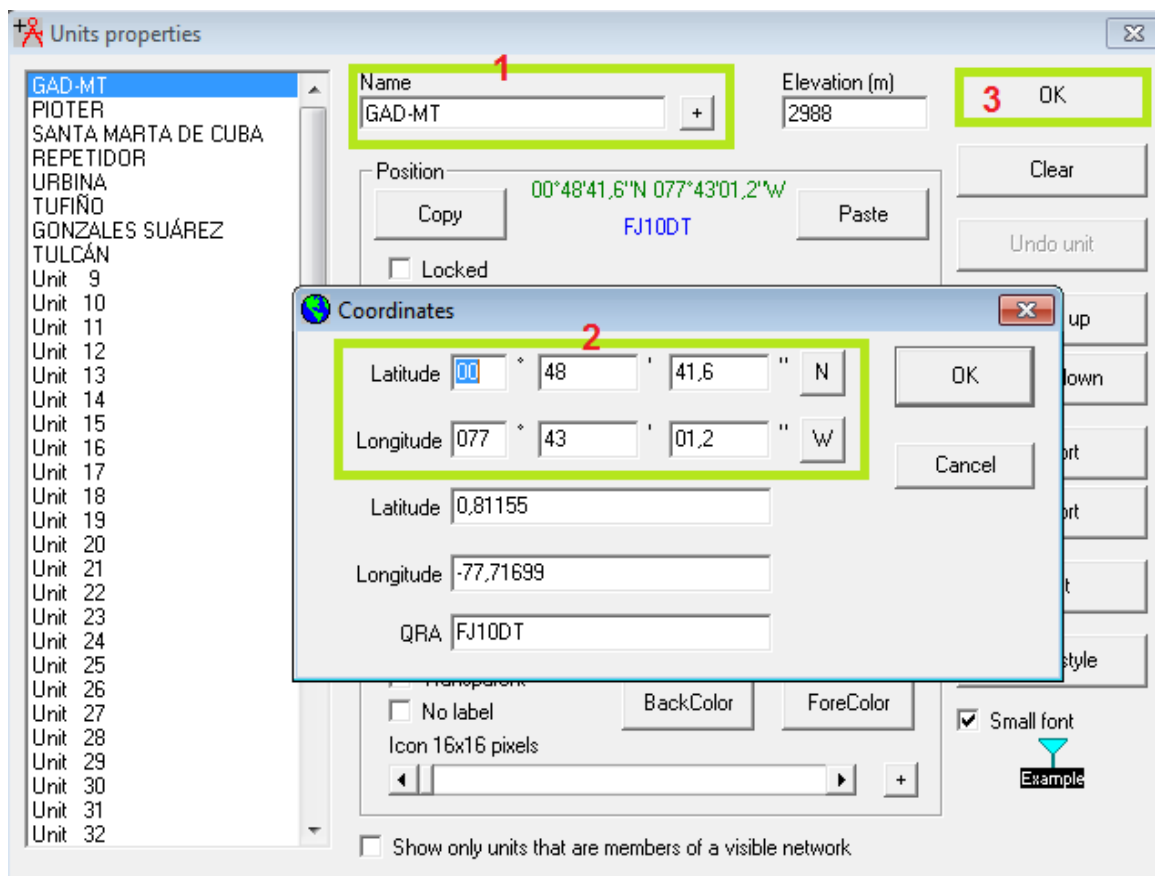 Units properties
GAD-MT
PIOTER
SANTA MARTA DE CUBA
REPETIDOR
URBINA
TUFIÑO
GONZALES SUÁREZ
TULCÁN
Unit 9
Unit 10
Unit 11
Unit 12
Unit 13
Unit 14
Unit 15
Unit 16
Unit 17
Unit 18
Unit 19
Unit 20
Unit 21
Unit 22
Unit 23
Unit 24
Unit 25
Unit 26
Unit 27
Unit 28
Unit 29
Unit 30
Unit 31
Unit 32
1
Name
GAD-MT +
Elevation (m)
2988
3 OK
Clear
Undo unit
up
Position
Copy
00°48'41,6"N 077°43'01,2"W
FJ10DT
Paste
Locked
Coordinates
2
Latitude 00 ° 48 ' 41,6 " N
Longitude 077 ° 43 ' 01,2 " W
OK
Cancel
Latitude 0,81155
Longitude -77,71699
QRA FJ10DT
style
No label
BackColor
ForeColor
Small font
Example
Icon 16x16 pixels
+
Show only units that are members of a visible network